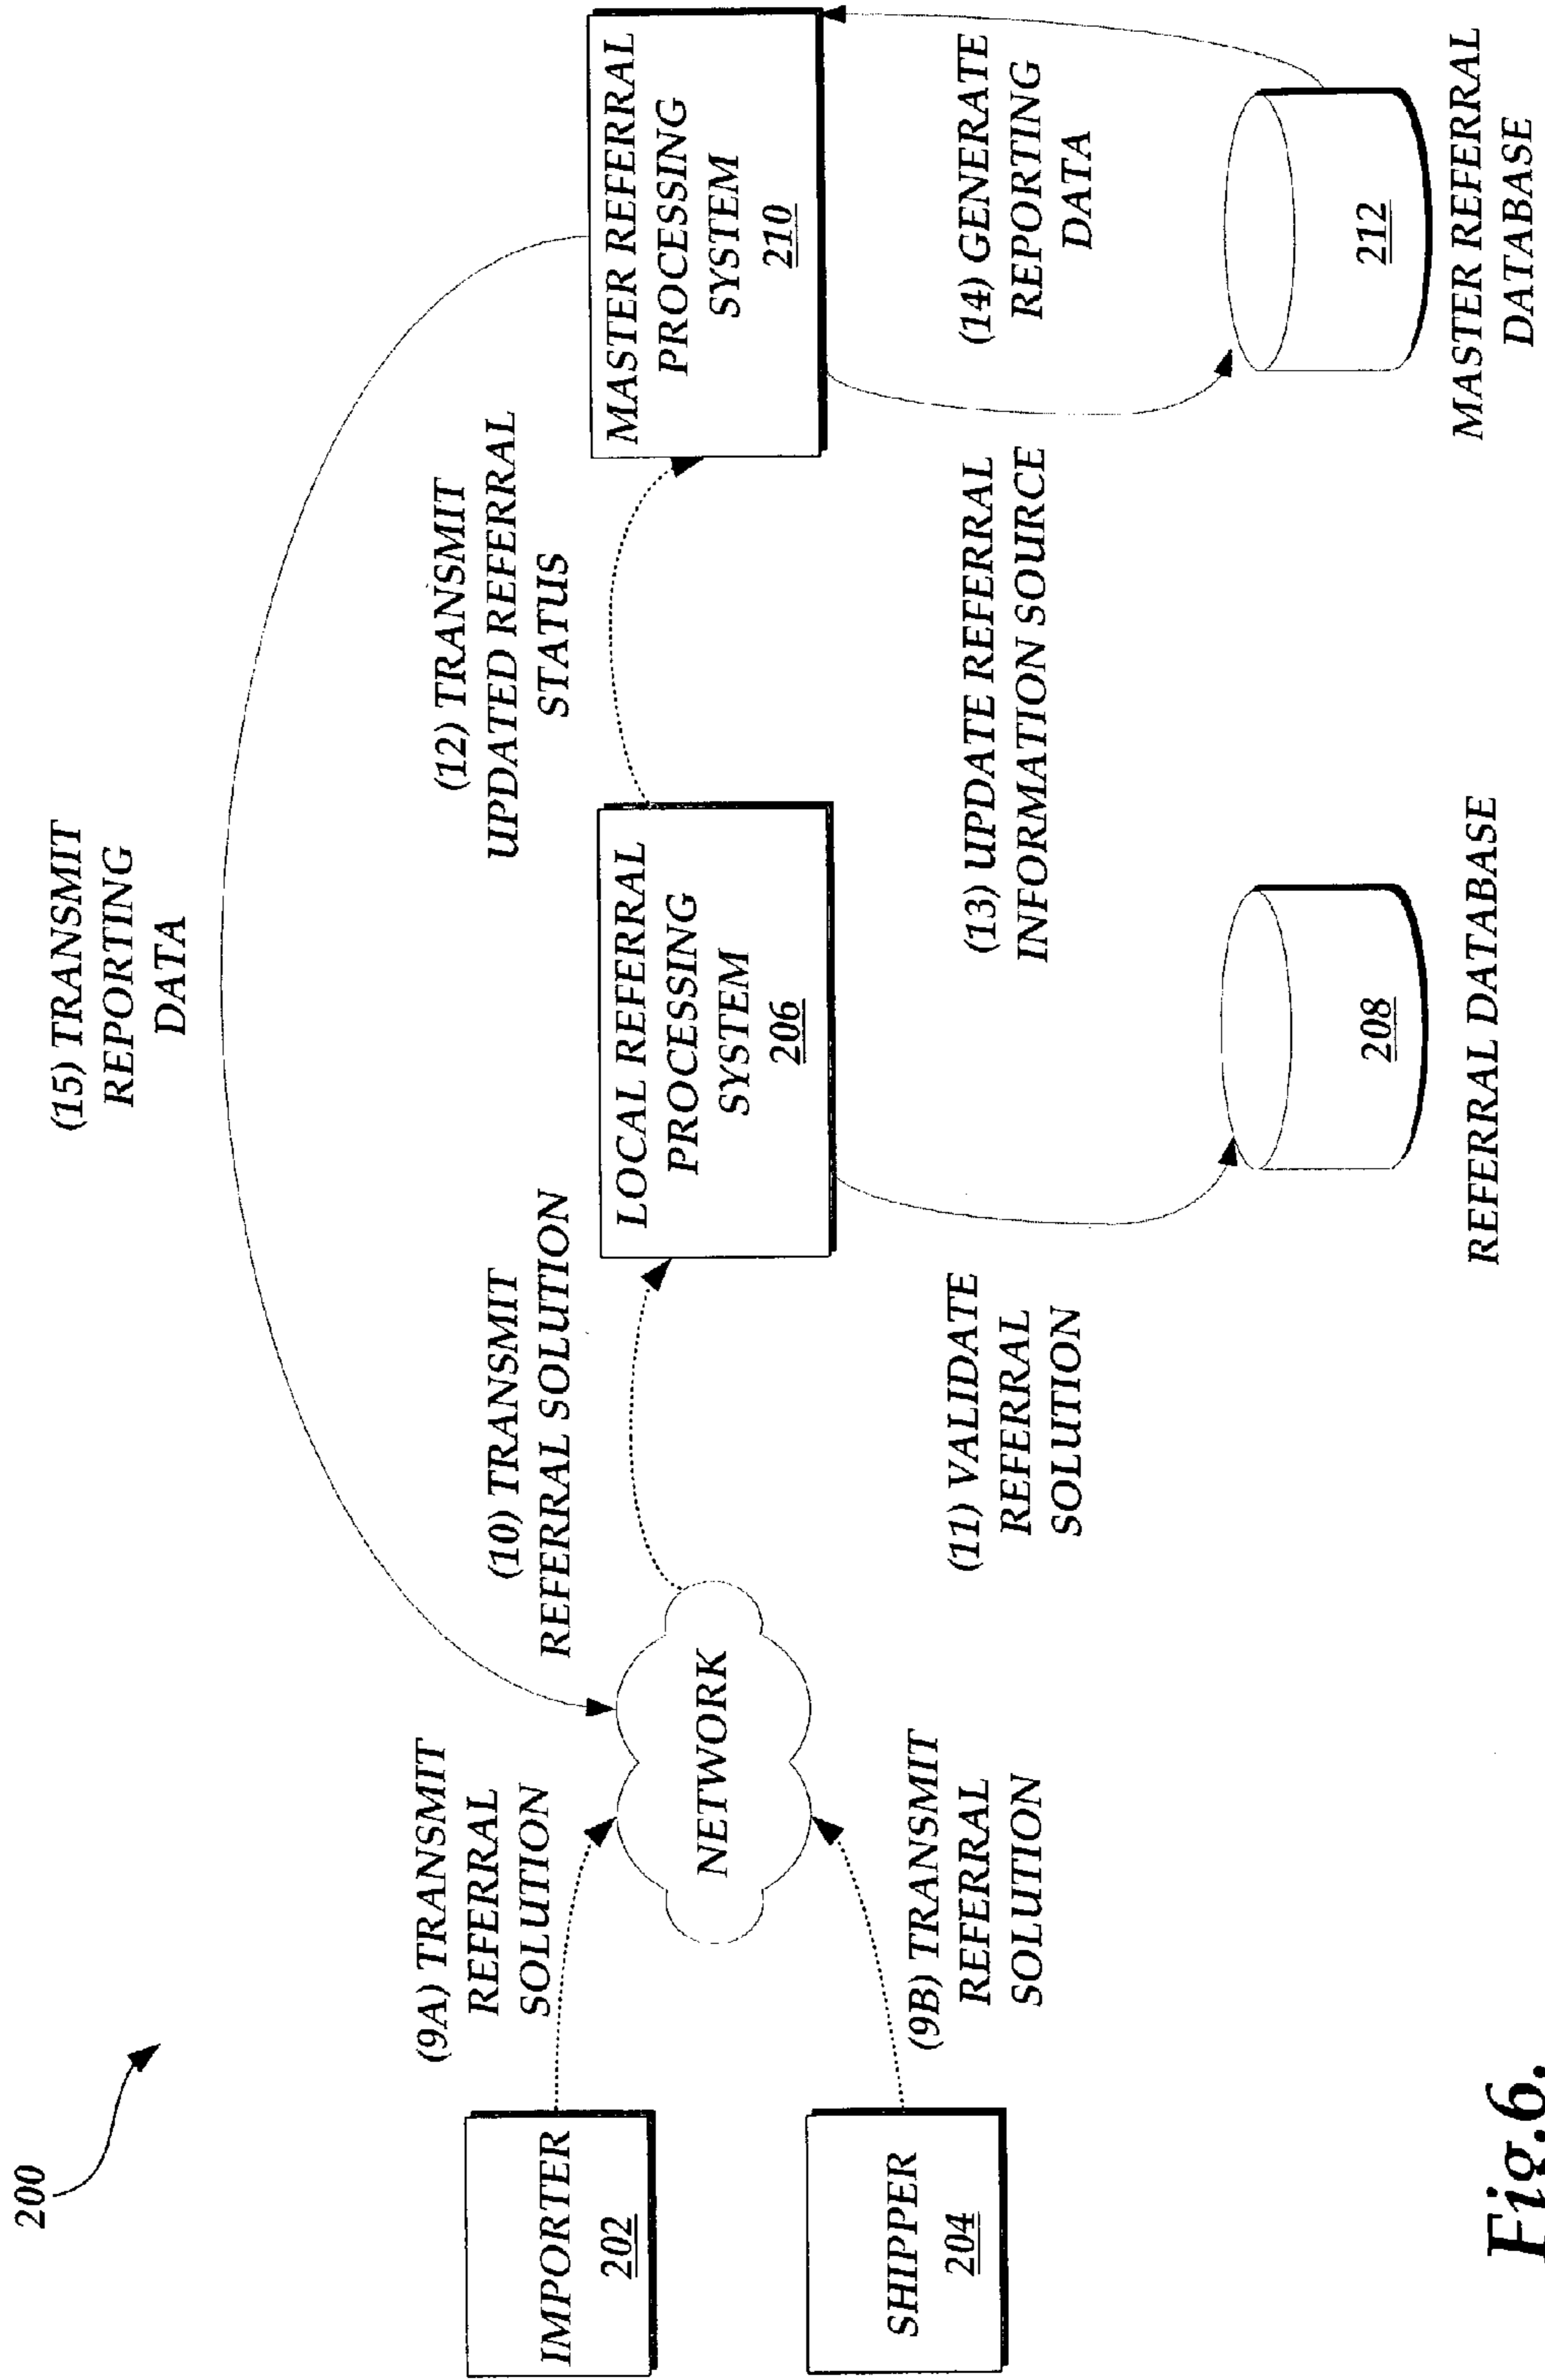 200
(15) TRANSMIT
REPORTING
DATA
(9A) TRANSMIT
REFERRAL
SOLUTION
(10) TRANSMIT
REFERRAL SOLUTION
(12) TRANSMIT
UPDATED REFERRAL
STATUS
IMPORTER
202
SHIPPER
204
NETWORK
LOCAL REFERRAL
PROCESSING
SYSTEM
206
MASTER REFERRAL
PROCESSING
SYSTEM
210
(9B) TRANSMIT
REFERRAL
SOLUTION
(11) VALIDATE
REFERRAL
SOLUTION
(13) UPDATE REFERRAL
INFORMATION SOURCE
(14) GENERATE
REPORTING
DATA
208
REFERRAL DATABASE
212
MASTER REFERRAL
DATABASE
Fig.6.